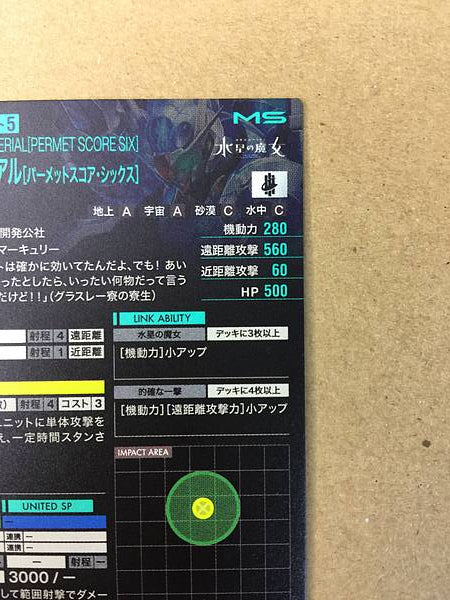 ト5
MS
ERIAL[PERMET SCORE SIX]
水星の魔女
アル[パーメットスコア・シックス]
地上 A 宇宙 A 砂漠 C 水中 C
開発公社
機動力 280
マーキュリー
遠距離攻撃 560
トは確かに効いてたんだよ、でも! あい
近距離攻撃 60
ったとしたら、いったい何物だって言う
だけど!!」(グラスレー寮の寮生)
HP 500
LINK ABILITY
射程 4 遠距離
水星の魔女 デッキに3枚以上
射程 1 近距離
[機動力]小アップ
的確な一撃 デッキに4枚以上
) 射程 4 コスト 3
[機動力][遠距離攻撃力]小アップ
ユニットに単体攻撃を
え、一定時間スタンさ
IMPACT AREA
UNITED SP
—
連携 —
連携 —
— 射程 —
3000 / —
して範囲射撃でダメー